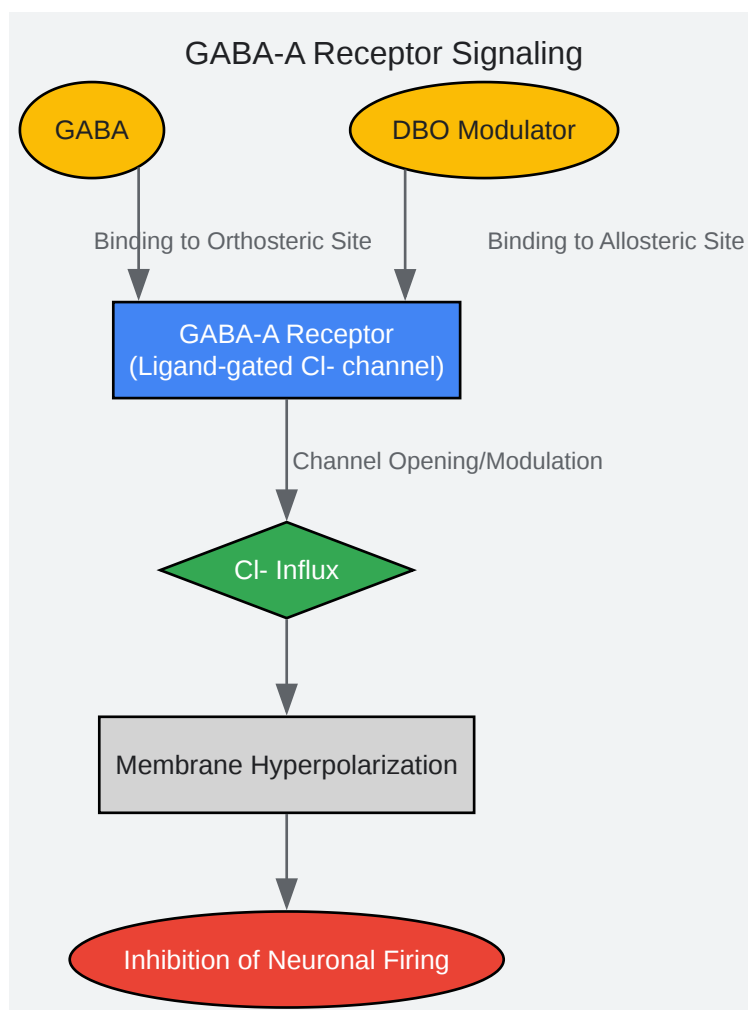 GABA-A Receptor Signaling
GABA
DBO Modulator
Binding to Orthosteric Site
Binding to Allosteric Site
GABA-A Receptor
(Ligand-gated Cl- channel)
Channel Opening/Modulation
Cl- Influx
Membrane Hyperpolarization
Inhibition of Neuronal Firing